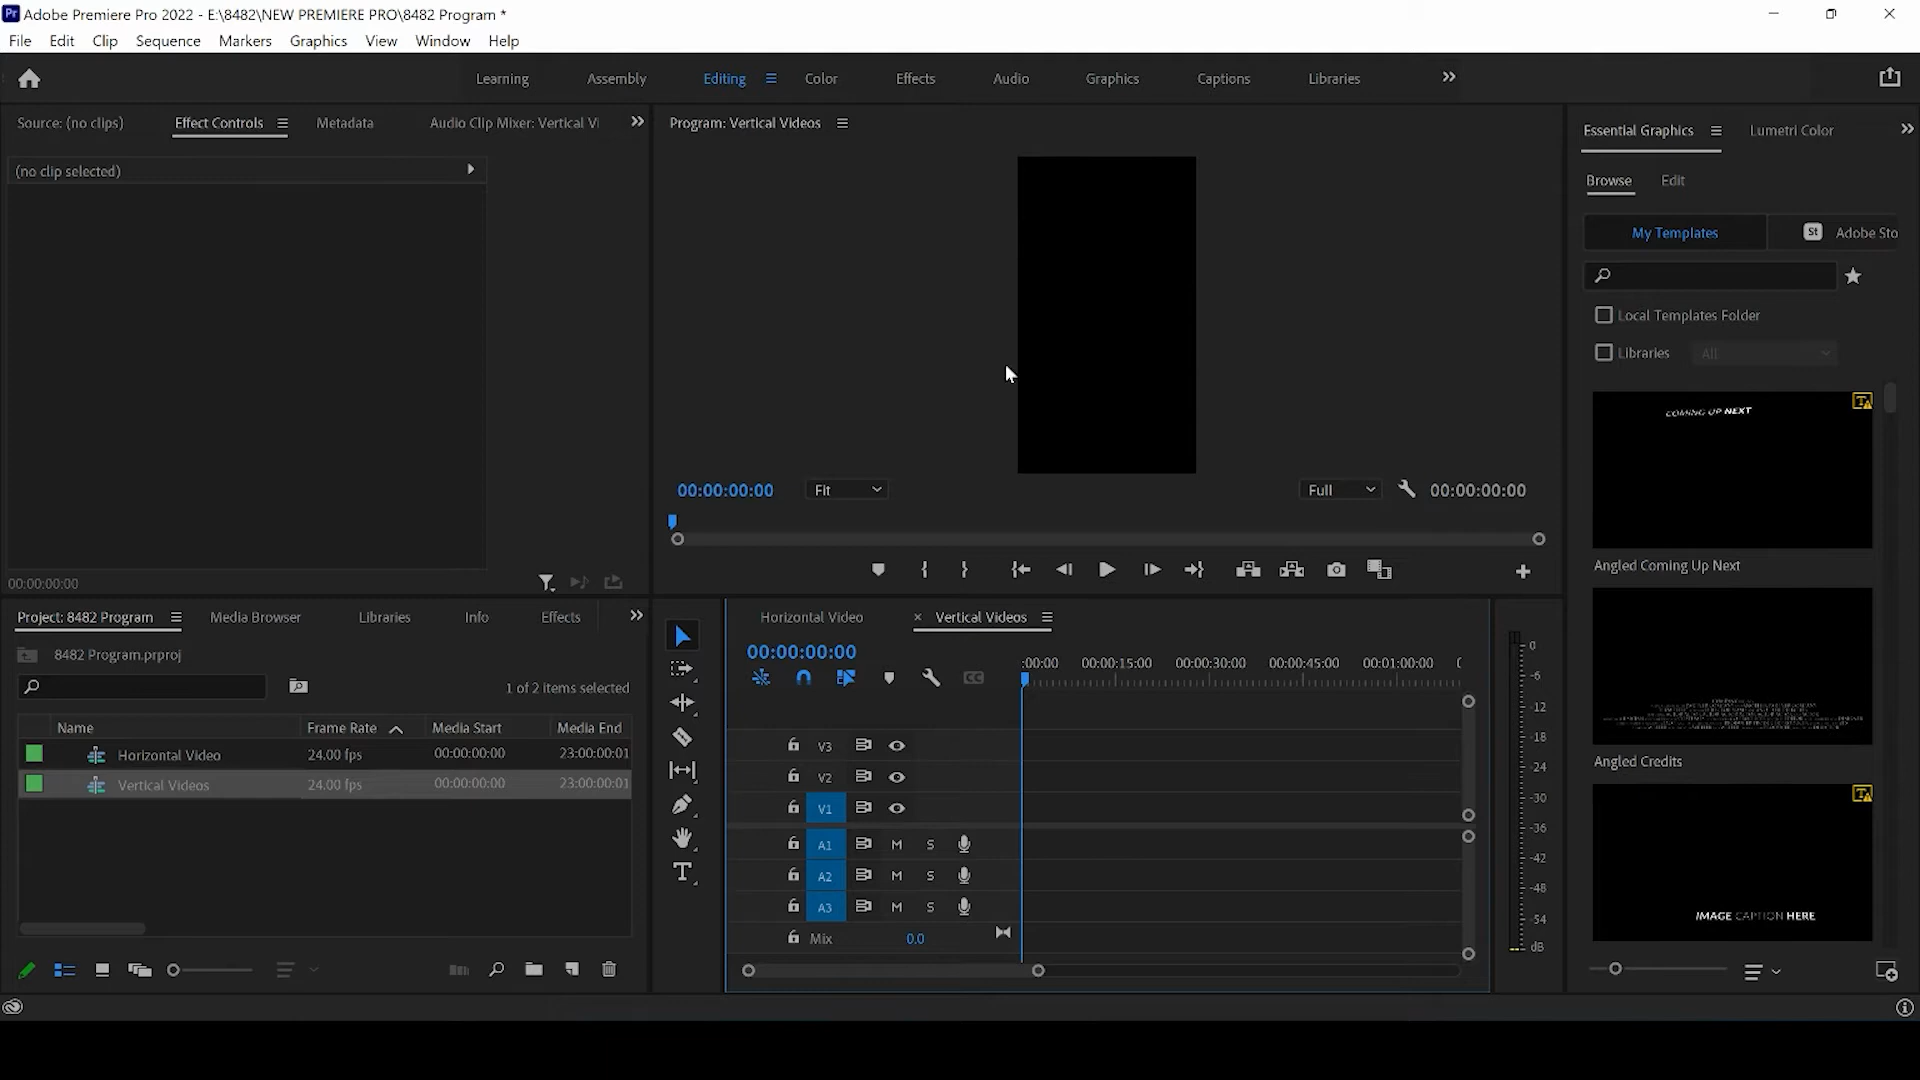 Pr Adobe Premiere Pro 2022 - E:\8482\NEW PREMIERE PRO\8482 Program *
File Edit Clip Sequence Markers Graphics View Window Help
Learning Assembly Editing Color Effects Audio Graphics Captions Libraries
Source: (no clips) Effect Controls Metadata Audio Clip Mixer: Vertical Vi
(no clip selected)
00:00:00:00
Program: Vertical Videos
00:00:00:00 Fit Full 00:00:00:00
Essential Graphics Lumetri Color
Browse Edit
My Templates St Adobe Sto
Local Templates Folder
Libraries All
COMING UP NEXT
Angled Coming Up Next
Angled Credits
IMAGE CAPTION HERE
Project: 8482 Program Media Browser Libraries Info Effects
8482 Program.prproj
1 of 2 items selected
Name Frame Rate Media Start Media End
Horizontal Video 24.00 fps 00:00:00:00 23:00:00:01
Vertical Videos 24.00 fps 00:00:00:00 23:00:00:01
Horizontal Video × Vertical Videos
00:00:00:00
:00:00 00:00:15:00 00:00:30:00 00:00:45:00 00:01:00:00
CC
V3
V2
V1
A1 M S
A2 M S
A3 M S
Mix 0.0
0
-6
-12
-18
-24
-30
-36
-42
-48
-54
dB